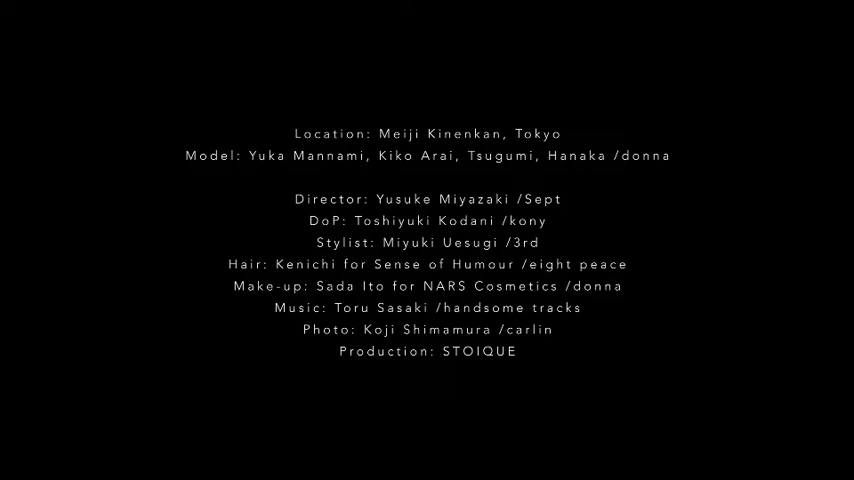 Location: Meiji Kinenkan, Tokyo
Model: Yuka Mannami, Kiko Arai, Tsugumi, Hanaka /donna
Director: Yusuke Miyazaki /Sept
DoP: Toshiyuki Kodani /kony
Stylist: Miyuki Uesugi /3rd
Hair: Kenichi for Sense of Humour /eight peace
Make-up: Sada Ito for NARS Cosmetics /donna
Music: Toru Sasaki /handsome tracks
Photo: Koji Shimamura /carlin
Production: STOIQUE